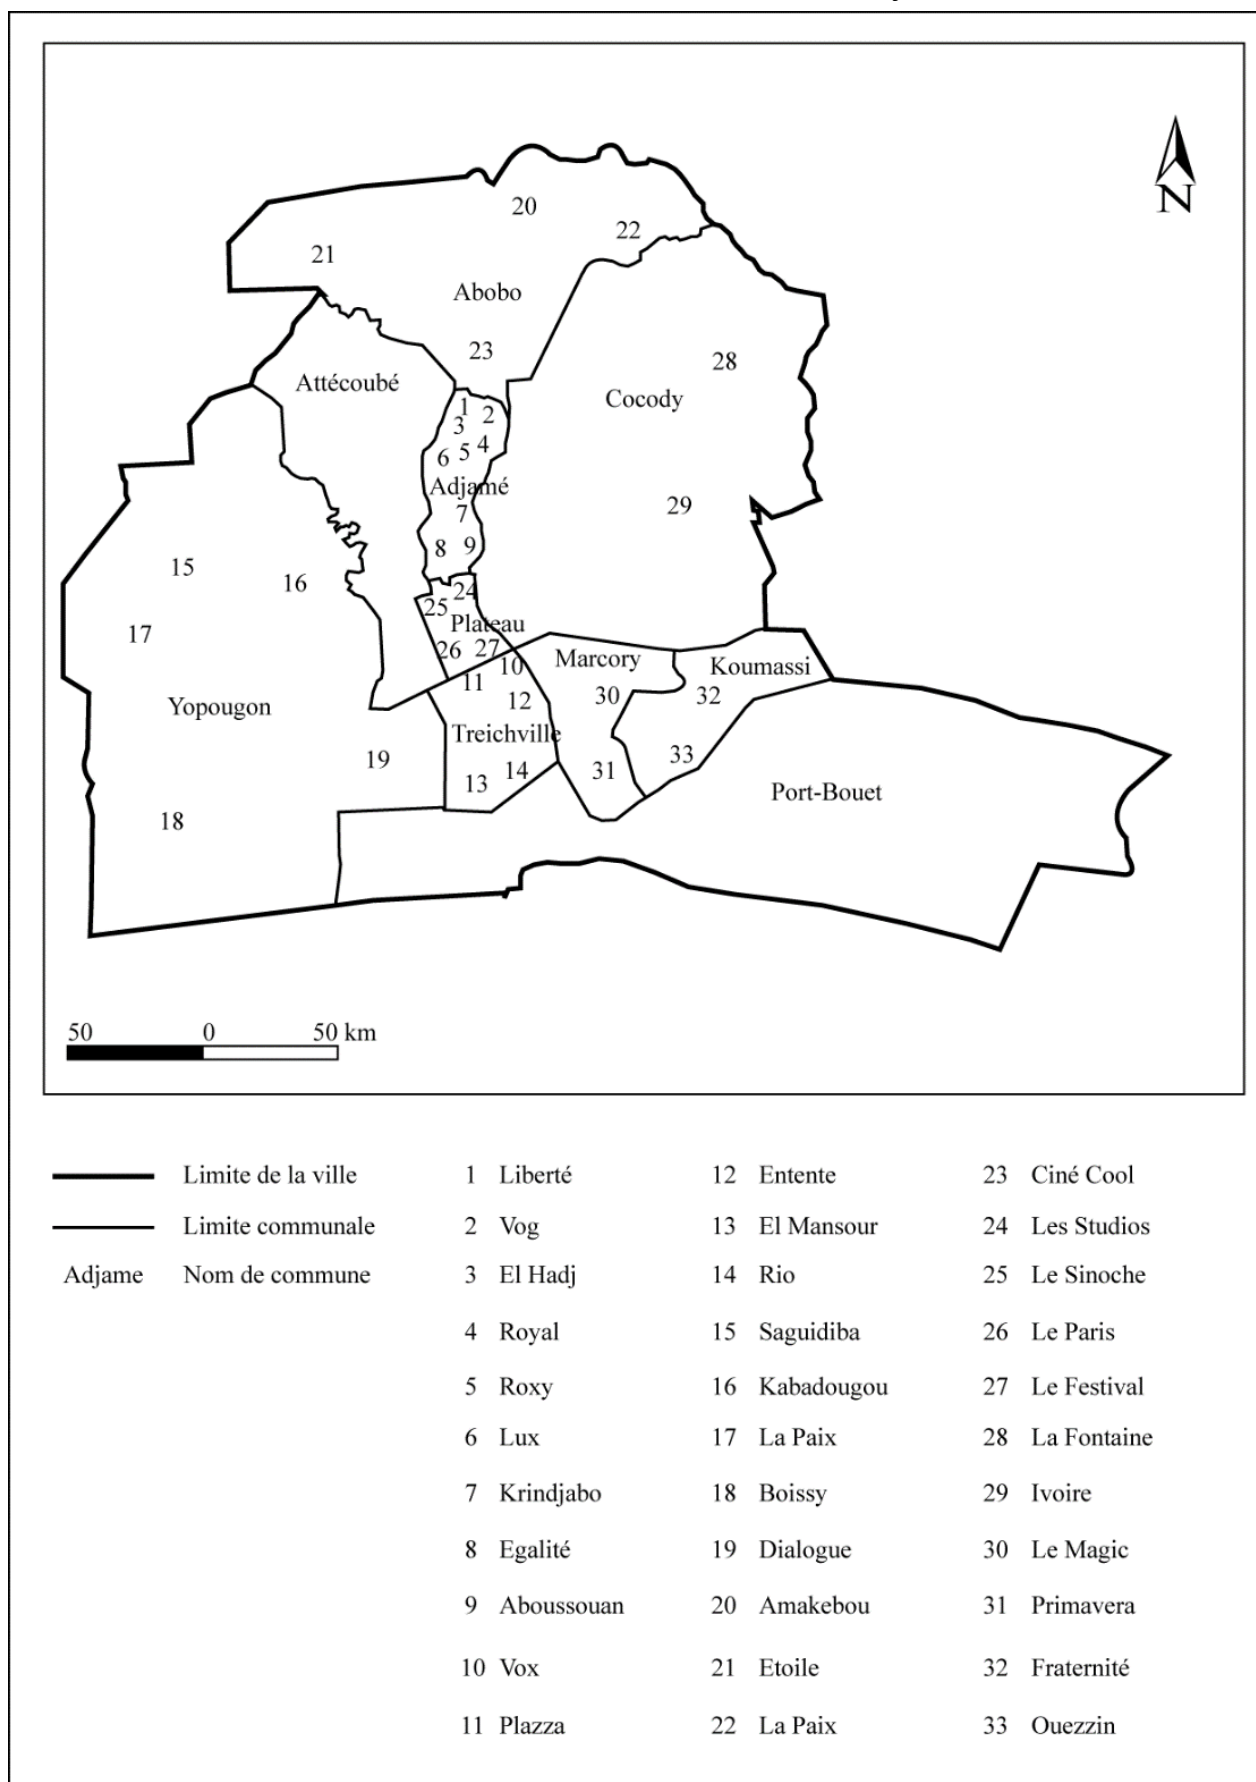 N
20
22
21
Abobo
23
28
Attécoubé
Cocody
1
2
3
4
5
6
Adjamé
29
7
8
9
15
16
24
25
17
Plateau
26
27
Marcory
10
Koumassi
11
30
32
12
Yopougon
Treichville
33
19
14
31
13
Port-Bouet
18
50 0 50 km
Limite de la ville 1 Liberté 12 Entente 23 Ciné Cool
Limite communale 2 Vog 13 El Mansour 24 Les Studios
Adjame Nom de commune 3 El Hadj 14 Rio 25 Le Sinoche
4 Royal 15 Saguidiba 26 Le Paris
5 Roxy 16 Kabadougou 27 Le Festival
6 Lux 17 La Paix 28 La Fontaine
7 Krindjabo 18 Boissy 29 Ivoire
8 Egalité 19 Dialogue 30 Le Magic
9 Aboussouan 20 Amakebou 31 Primavera
10 Vox 21 Etoile 32 Fraternité
11 Plazza 22 La Paix 33 Ouezzin